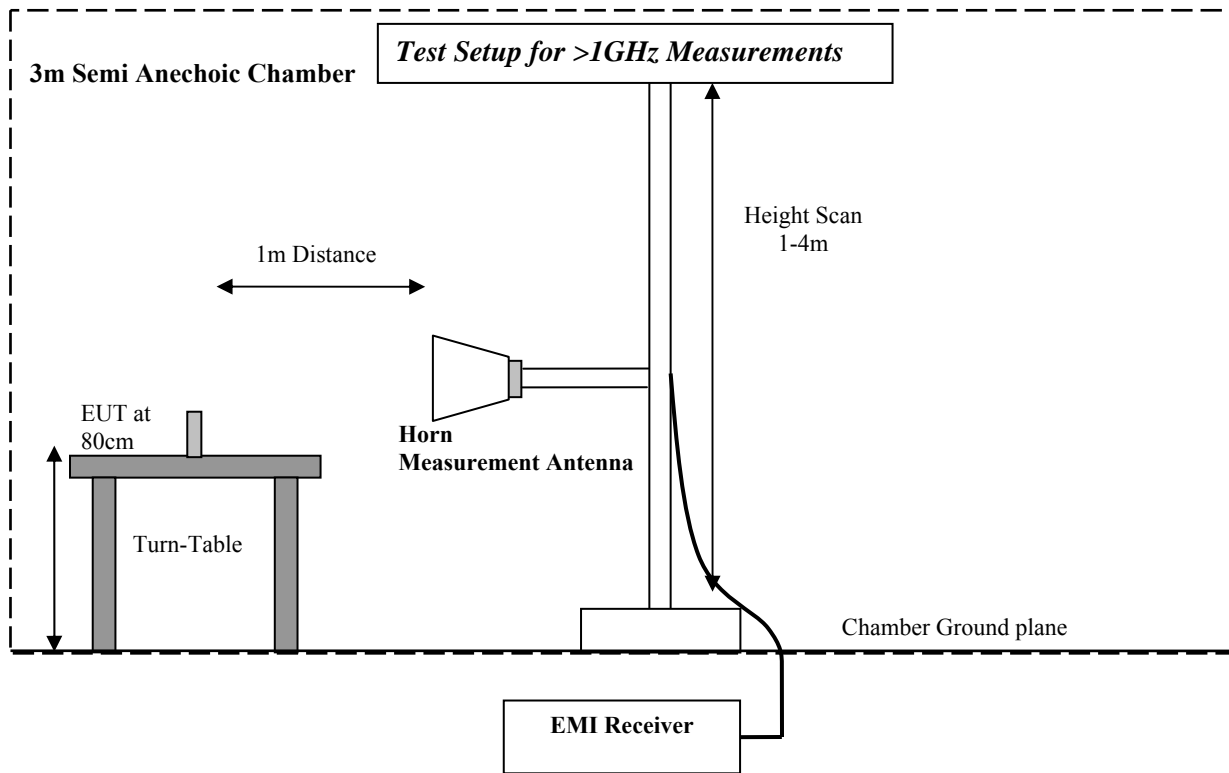 Test Setup for >1GHz Measurements
3m Semi Anechoic Chamber
Height Scan
1-4m
1m Distance
EUT at
80cm
Horn
Measurement Antenna
Turn-Table
Chamber Ground plane
EMI Receiver